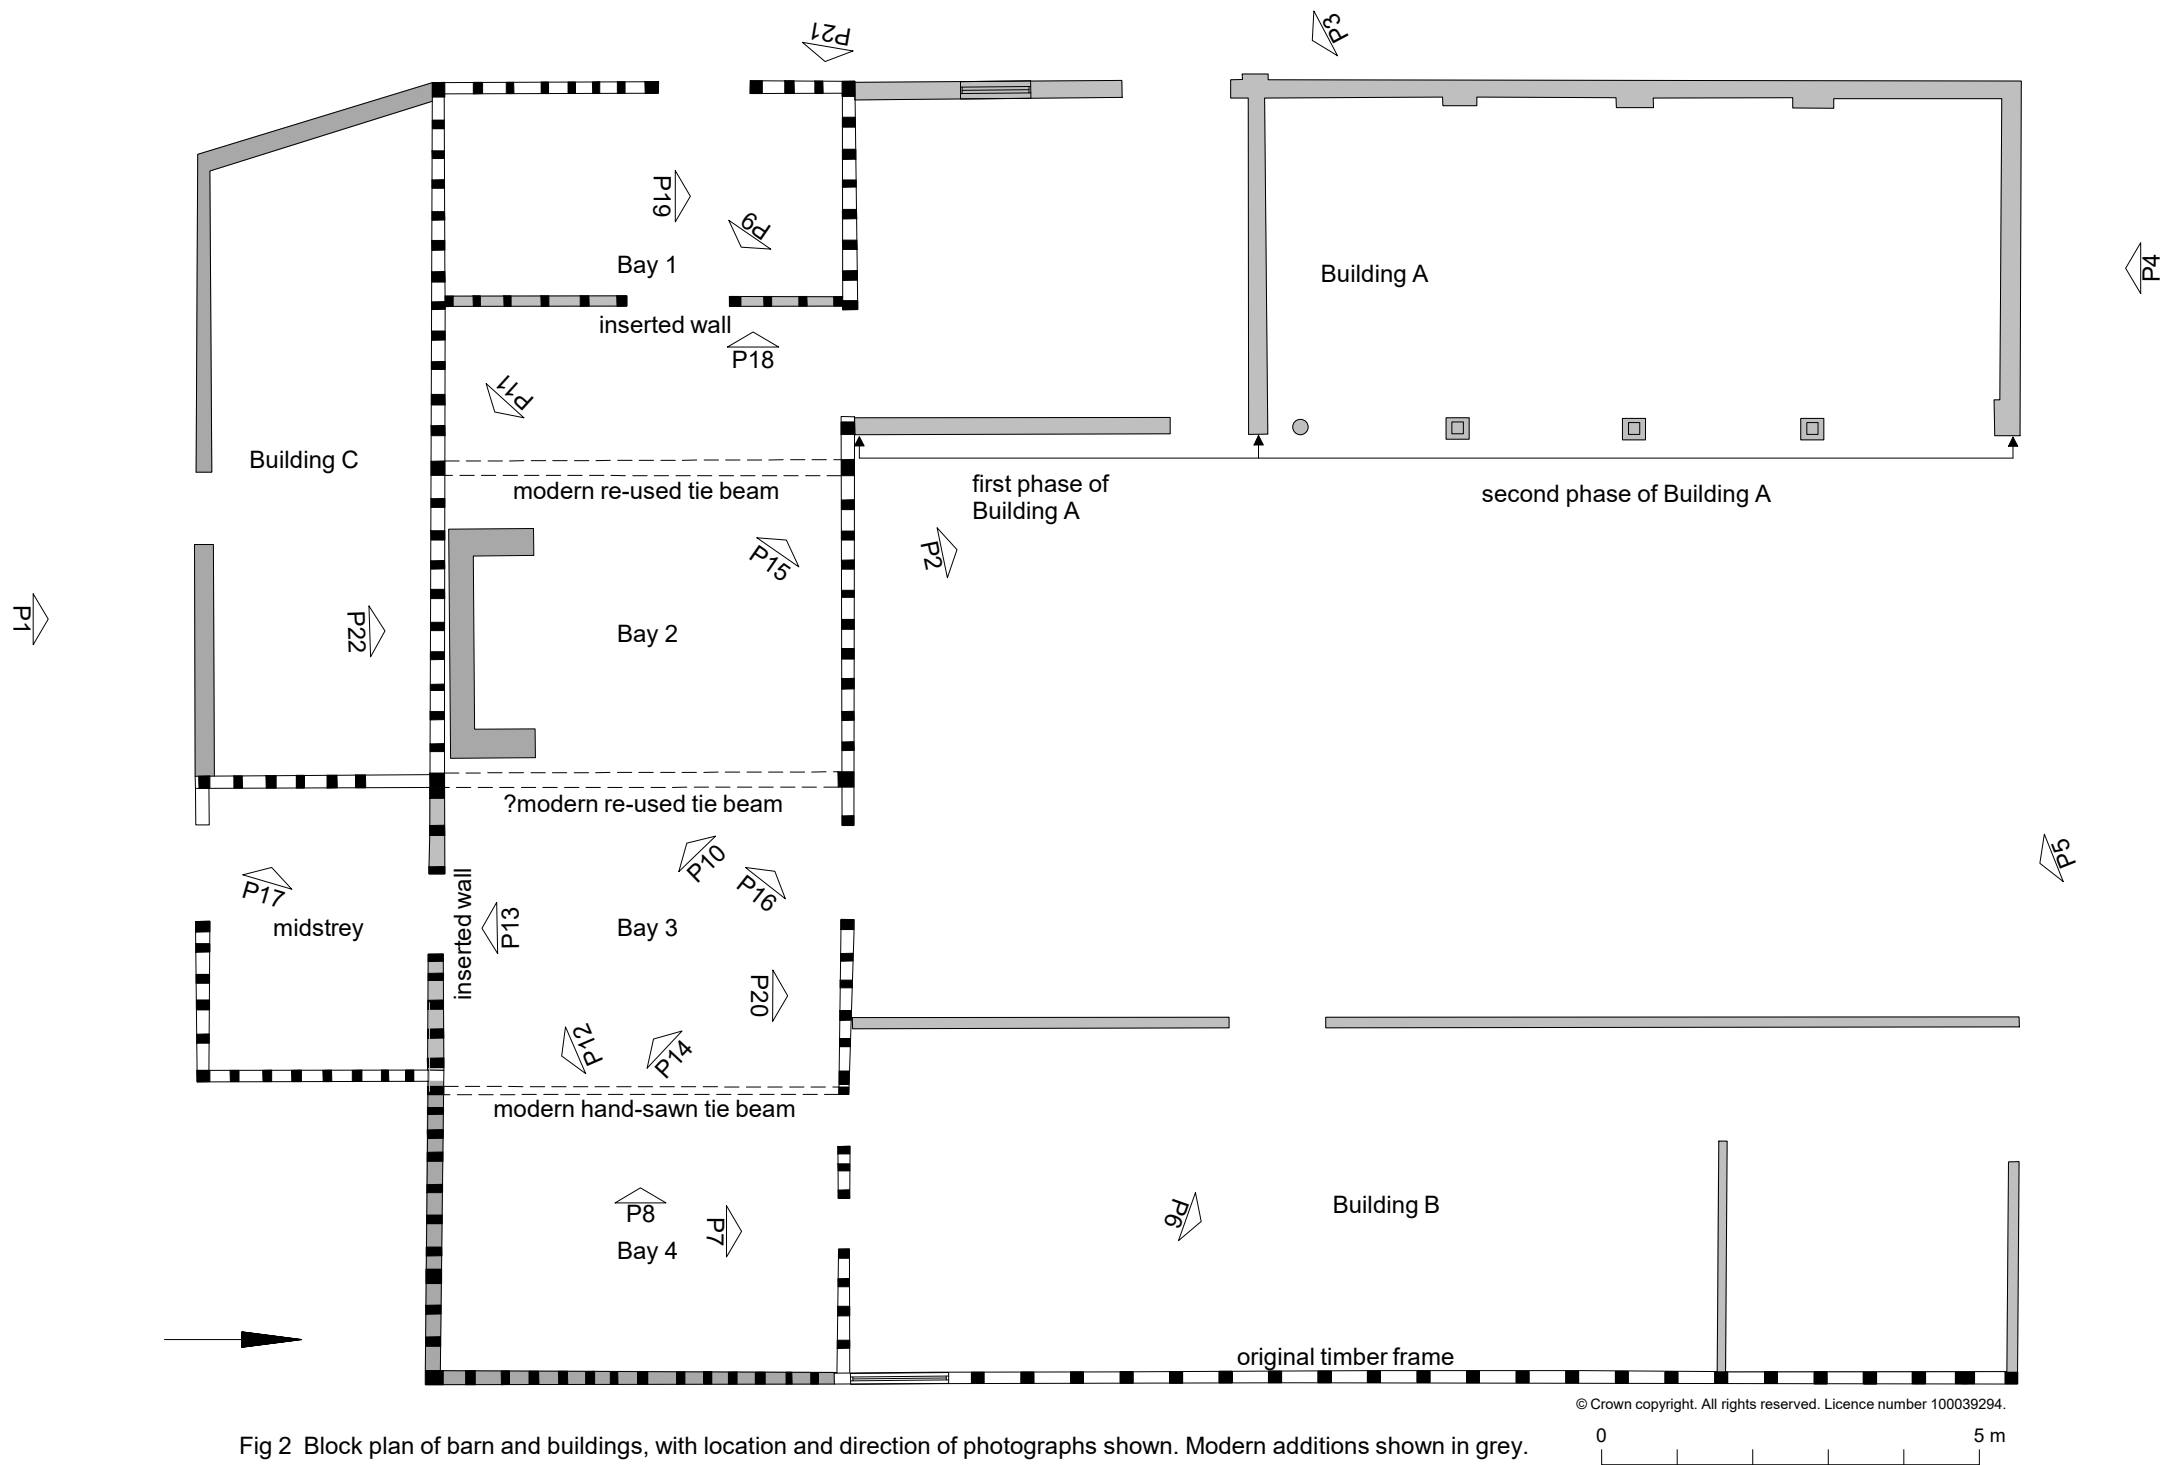 P21
P3
P19
P9
Bay 1
Building A
P4
inserted wall
P18
P11
Building C
modern re-used tie beam
first phase of
Building A
second phase of Building A
P15
P2
P1
P22
Bay 2
?modern re-used tie beam
P10
P16
P5
P17
midstrey
inserted wall
P13
Bay 3
P20
P12
P14
modern hand-sawn tie beam
P8
P7
Bay 4
P6
Building B
original timber frame
© Crown copyright. All rights reserved. Licence number 100039294.
Fig 2 Block plan of barn and buildings, with location and direction of photographs shown. Modern additions shown in grey.
0
5 m